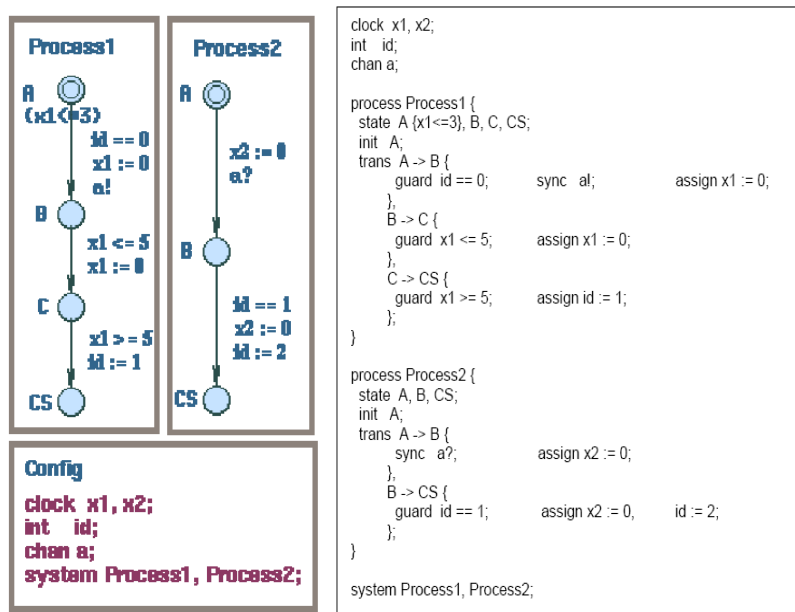 Process1
A
(x1<=3)
id == 0
x1 := 0
a!
B
x1 <= 5
x1 := 0
C
x1 >= 5
id := 1
CS
Process2
A
x2 := 0
a?
B
id == 1
x2 := 0
id := 2
CS
Config
clock x1, x2;
int id;
chan a;
system Process1, Process2;
clock x1, x2;
int id;
chan a;
process Process1 {
state A {x1<=3}, B, C, CS;
init A;
trans A -> B {
guard id == 0; sync a!; assign x1 := 0;
},
B -> C {
guard x1 <= 5; assign x1 := 0;
},
C -> CS {
guard x1 >= 5; assign id := 1;
};
}
process Process2 {
state A, B, CS;
init A;
trans A -> B {
sync a?; assign x2 := 0;
},
B -> CS {
guard id == 1; assign x2 := 0, id := 2;
};
}
system Process1, Process2;